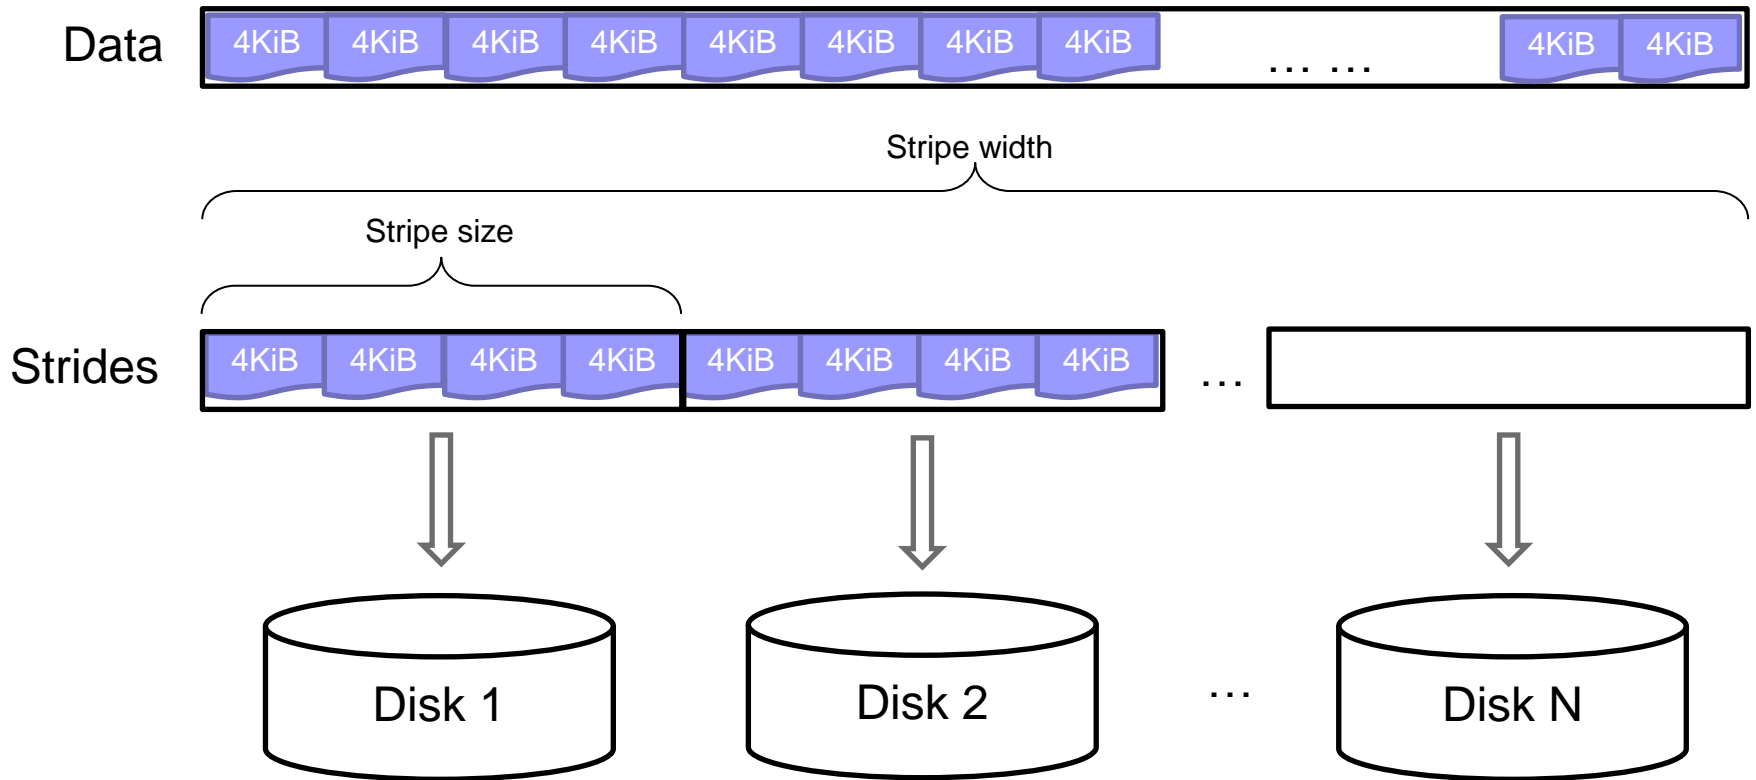 Data 4KiB 4KiB 4KiB 4KiB 4KiB 4KiB 4KiB 4KiB ... ... 4KiB 4KiB
Stripe width
Stripe size
Strides 4KiB 4KiB 4KiB 4KiB 4KiB 4KiB 4KiB 4KiB ...
Disk 1 Disk 2 ... Disk N